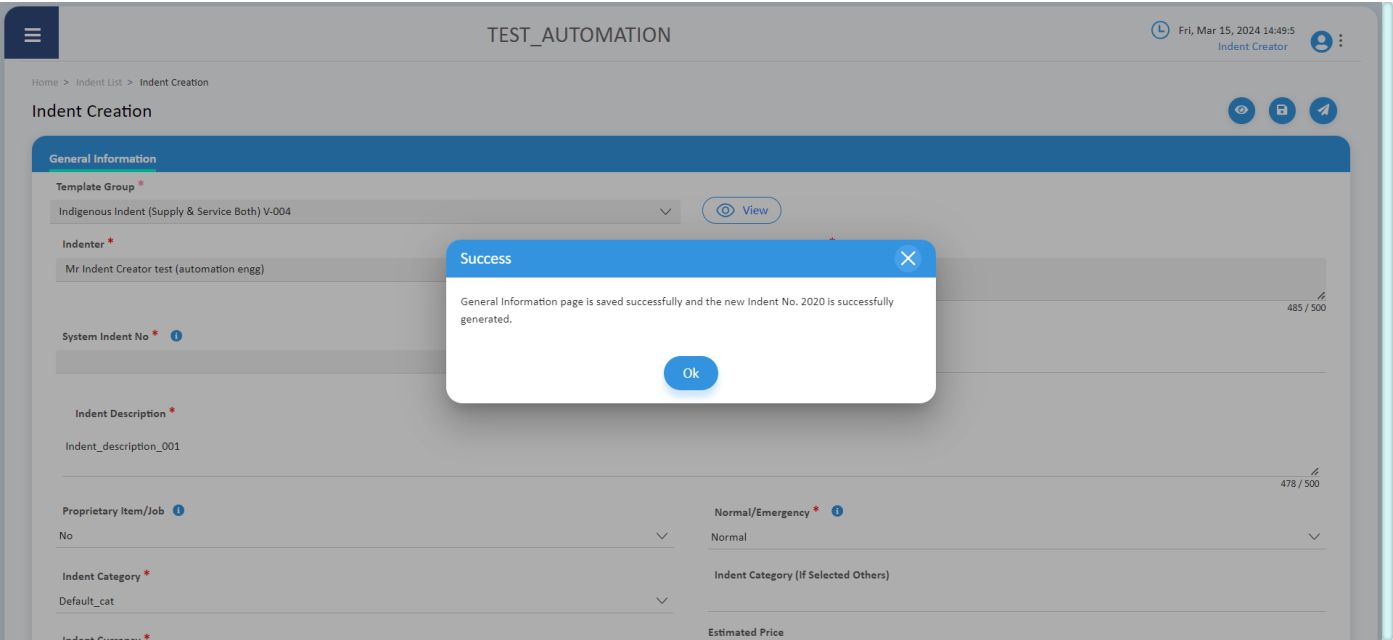 TEST_AUTOMATION
Fri, Mar 15, 2024 14:49:5
Indent Creator
Home > Indent List > Indent Creation
Indent Creation
General Information
Template Group *
Indigenous Indent (Supply & Service Both) V-004
View
Indenter *
Mr Indent Creator test (automation engg)
485 / 500
Success
General Information page is saved successfully and the new Indent No. 2020 is successfully
generated.
Ok
System Indent No *
Indent Description *
Indent_description_001
478 / 500
Proprietary Item/Job
No
Normal/Emergency *
Normal
Indent Category *
Default_cat
Indent Category (If Selected Others)
Indent Currency *
Estimated Price